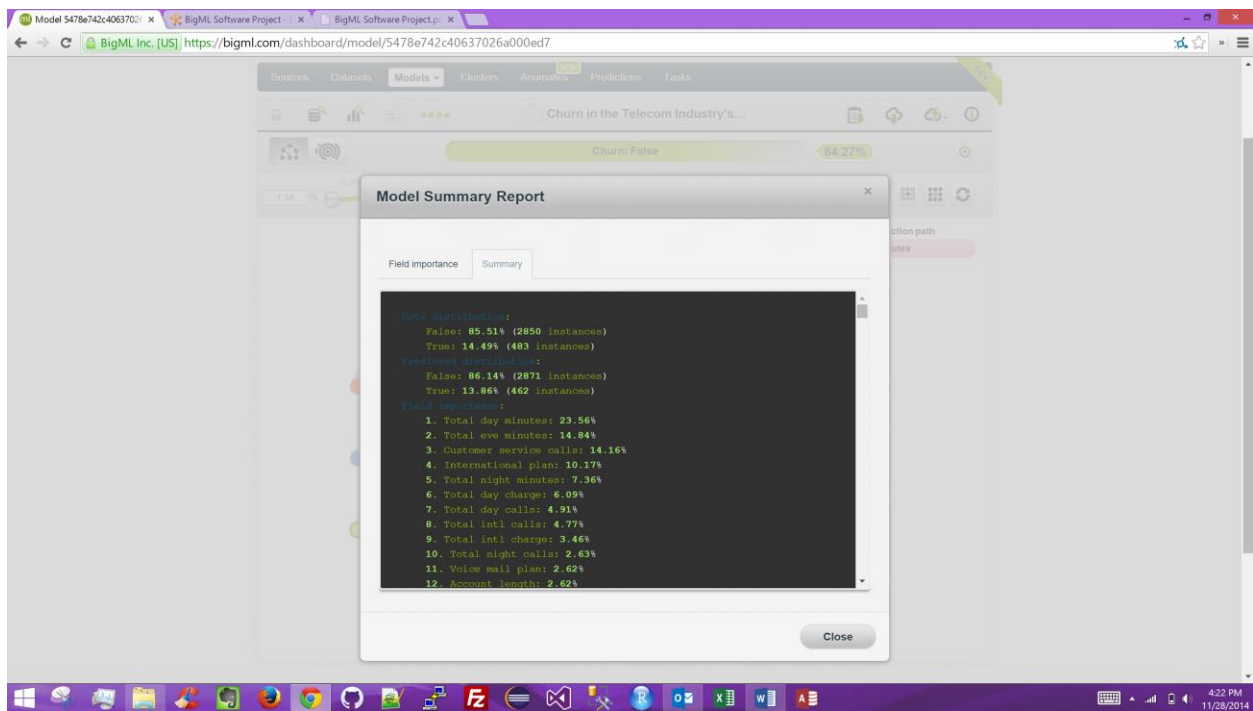 Model 5478e742c40637026
BigML Software Project - 
BigML Software Project.p
BigML Inc. [US] https://bigml.com/dashboard/model/5478e742c40637026a000ed7
Sources Datasets Models Clusters Anomalies Predictions Tasks
Churn in the Telecom Industry's...
Churn: False 84.27%
Model Summary Report
ction path
utes
Field importance Summary
Data distribution:
False: 85.51% (2850 instances)
True: 14.49% (483 instances)
Predicted distribution:
False: 86.14% (2871 instances)
True: 13.86% (462 instances)
Field importance:
1. Total day minutes: 23.56%
2. Total eve minutes: 14.84%
3. Customer service calls: 14.16%
4. International plan: 10.17%
5. Total night minutes: 7.36%
6. Total day charge: 6.09%
7. Total day calls: 4.91%
8. Total intl calls: 4.77%
9. Total intl charge: 3.46%
10. Total night calls: 2.63%
11. Voice mail plan: 2.62%
12. Account length: 2.62%
Close
4:22 PM
11/28/2014